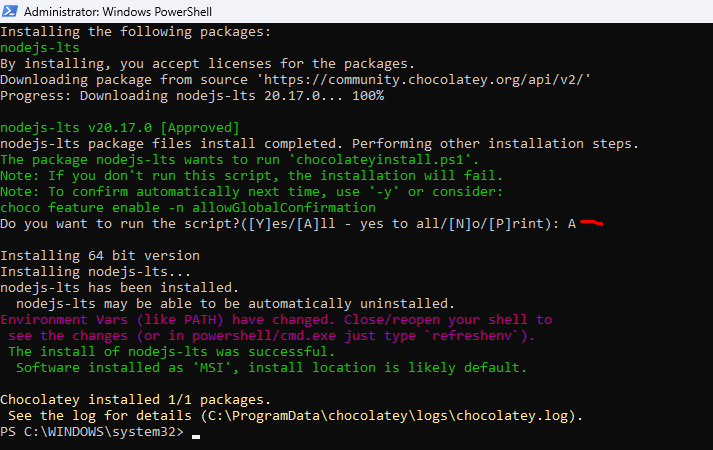 Administrator: Windows PowerShell
Installing the following packages:
nodejs-lts
By installing, you accept licenses for the packages.
Downloading package from source 'https://community.chocolatey.org/api/v2/'
Progress: Downloading nodejs-lts 20.17.0... 100%
nodejs-lts v20.17.0 [Approved]
nodejs-lts package files install completed. Performing other installation steps.
The package nodejs-lts wants to run 'chocolateyinstall.ps1'.
Note: If you don't run this script, the installation will fail.
Note: To confirm automatically next time, use '-y' or consider:
choco feature enable -n allowGlobalConfirmation
Do you want to run the script?([Y]es/[A]ll - yes to all/[N]o/[P]rint): A
Installing 64 bit version
Installing nodejs-lts...
nodejs-lts has been installed.
  nodejs-lts may be able to be automatically uninstalled.
Environment Vars (like PATH) have changed. Close/reopen your shell to
 see the changes (or in powershell/cmd.exe just type `refreshenv`).
 The install of nodejs-lts was successful.
  Software installed as 'MSI', install location is likely default.
Chocolatey installed 1/1 packages.
 See the log for details (C:\ProgramData\chocolatey\logs\chocolatey.log).
PS C:\WINDOWS\system32>